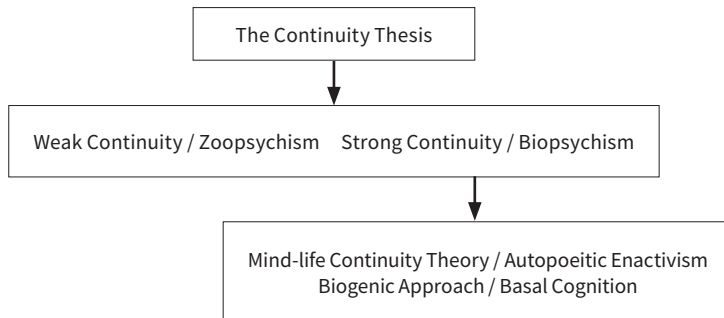 The Continuity Thesis
Weak Continuity / Zoopsychism Strong Continuity / Biopsychism
Mind-life Continuity Theory / Autopoeitic Enactivism
Biogenic Approach / Basal Cognition